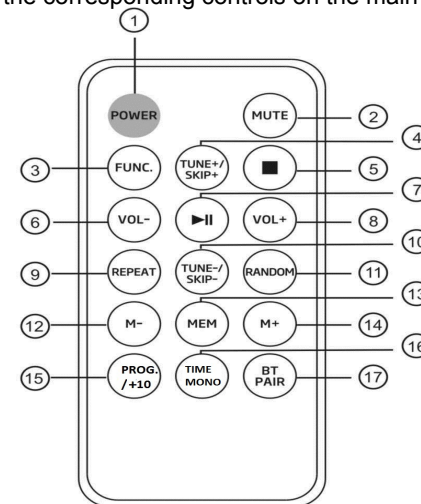 the corresponding controls on the main
1
POWER
MUTE
2
4
3
FUNC.
TUNE+/
SKIP+
5
7
6
VOL-
VOL+
8
10
9
REPEAT
TUNE-/
SKIP-
RANDOM
11
13
12
M-
MEM
M+
14
16
15
PROG.
/+10
TIME
MONO
BT
PAIR
17